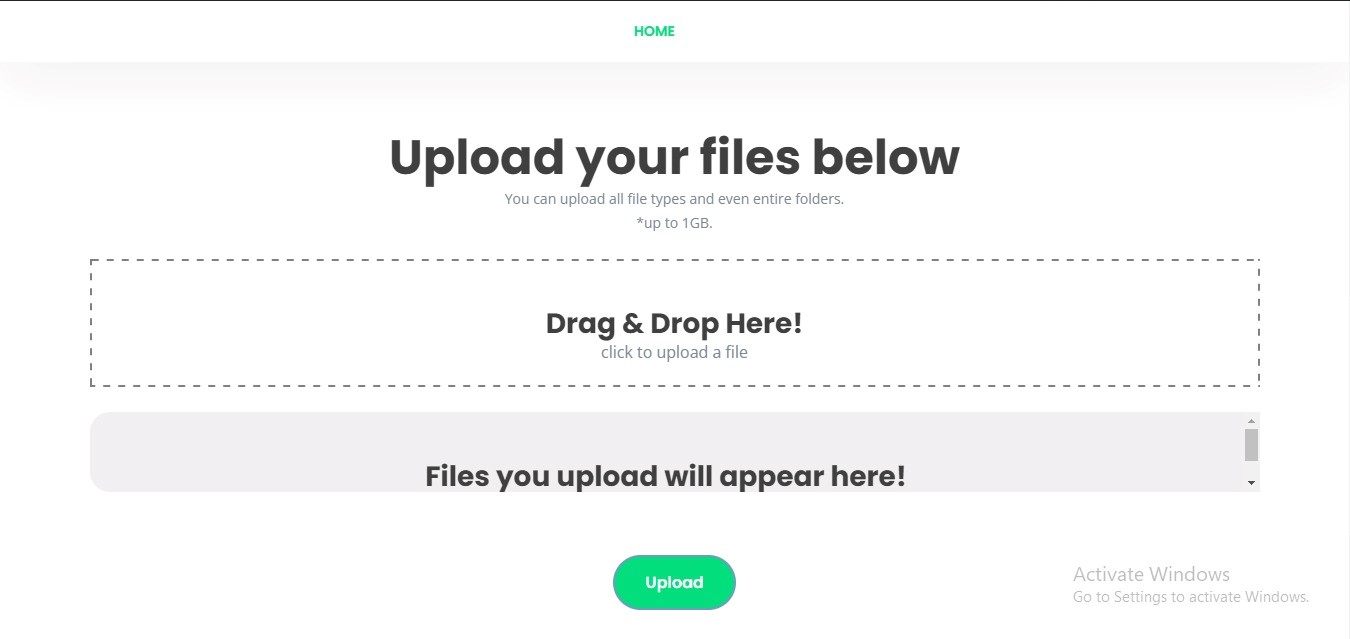 HOME
Upload your files below
You can upload all file types and even entire folders.
*up to 1GB.
Drag & Drop Here!
click to upload a file
Files you upload will appear here!
Upload
Activate Windows
Go to Settings to activate Windows.